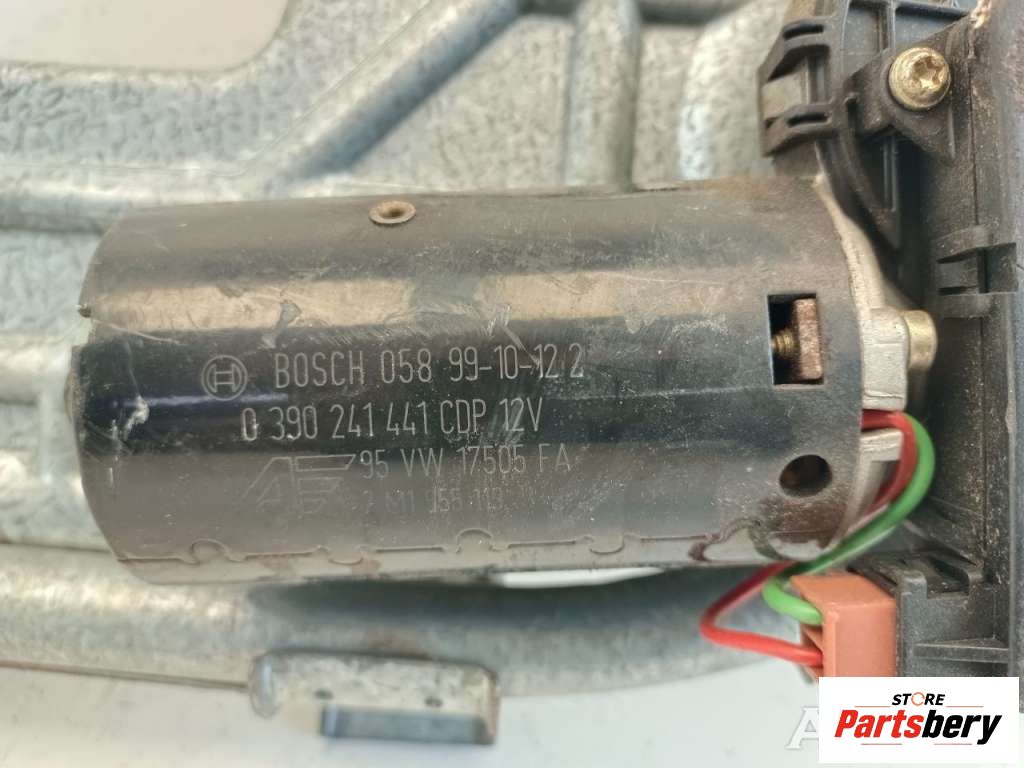 BOSCH 058 99-10-12 2
0 390 241 441 CDP 12V
95 VW 17505 FA
STORE
Partsbery